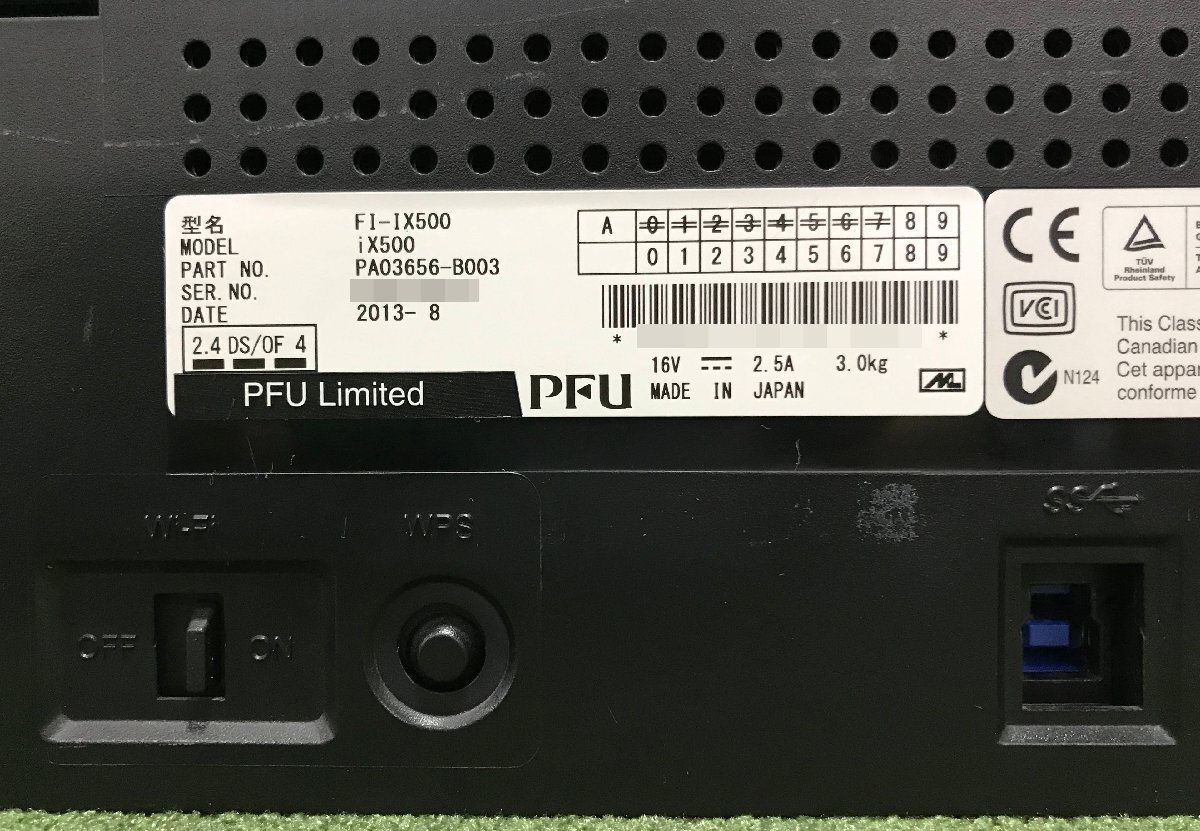 型名 FI-IX500
MODEL iX500
PART NO. PA03656-B003
SER. NO.
DATE 2013- 8
2.4 DS/OF 4
PFU Limited
PFU
A 0 1 2 3 4 5 6 7 8 9
0 1 2 3 4 5 6 7 8 9
* *
16V 2.5A 3.0kg
MADE IN JAPAN
CE
TÜV
Rheinland
Product Safety
VCI
N124
This Class
Canadian
Cet appar
conforme
Wi-Fi
OFF ON
WPS
SS